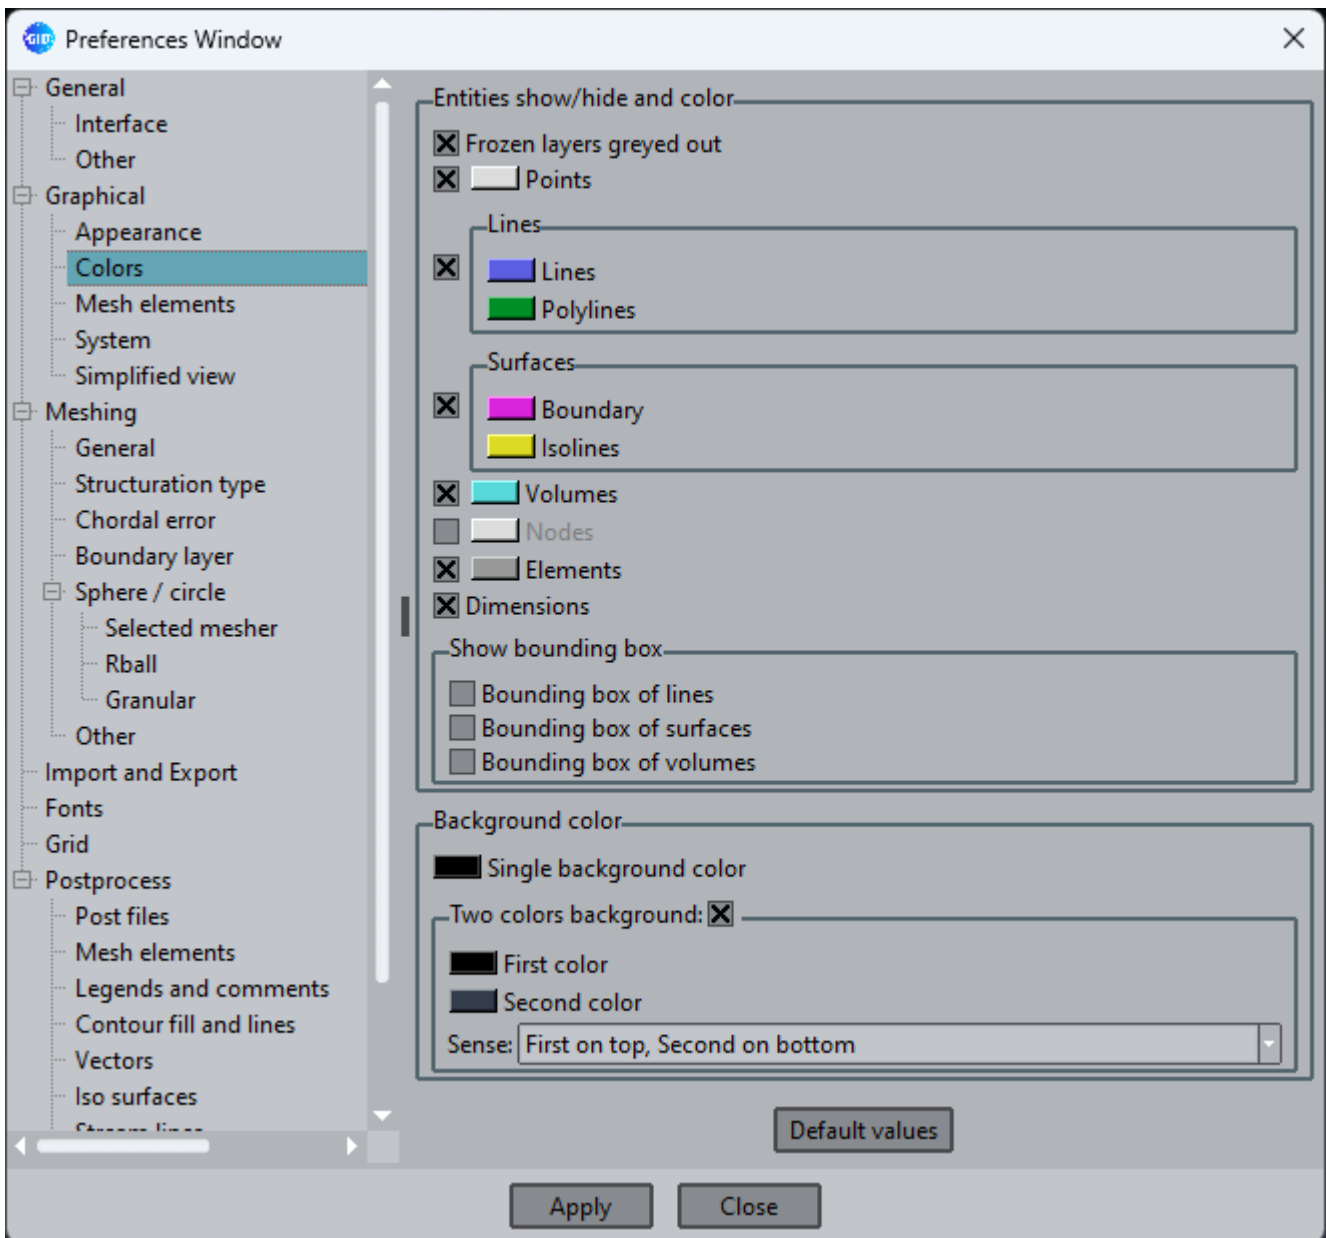 GiD
Preferences Window
General
Interface
Other
Graphical
Appearance
Colors
Mesh elements
System
Simplified view
Meshing
General
Structuration type
Chordal error
Boundary layer
Sphere / circle
Selected mesher
Rball
Granular
Other
Import and Export
Fonts
Grid
Postprocess
Post files
Mesh elements
Legends and comments
Contour fill and lines
Vectors
Iso surfaces
Stream lines
Entities show/hide and color
Frozen layers greyed out
Points
Lines
Lines
Polylines
Surfaces
Boundary
Isolines
Volumes
Nodes
Elements
Dimensions
Show bounding box
Bounding box of lines
Bounding box of surfaces
Bounding box of volumes
Background color
Single background color
Two colors background:
First color
Second color
Sense: First on top, Second on bottom
Default values
Apply
Close